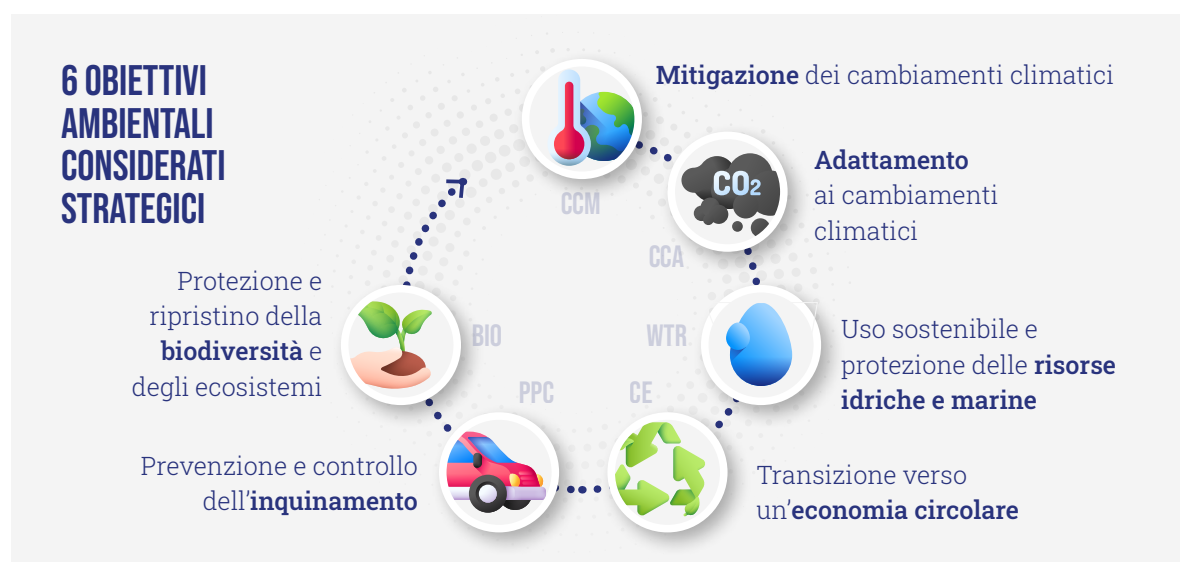 6 OBIETTIVI
AMBIENTALI
CONSIDERATI
STRATEGICI
Mitigazione dei cambiamenti climatici
CCM
CO2
Adattamento
ai cambiamenti
climatici
CCA
WTR
Uso sostenibile e
protezione delle risorse
idriche e marine
CE
Transizione verso
un'economia circolare
PPC
Prevenzione e controllo
dell'inquinamento
BIO
Protezione e
ripristino della
biodiversità e
degli ecosistemi